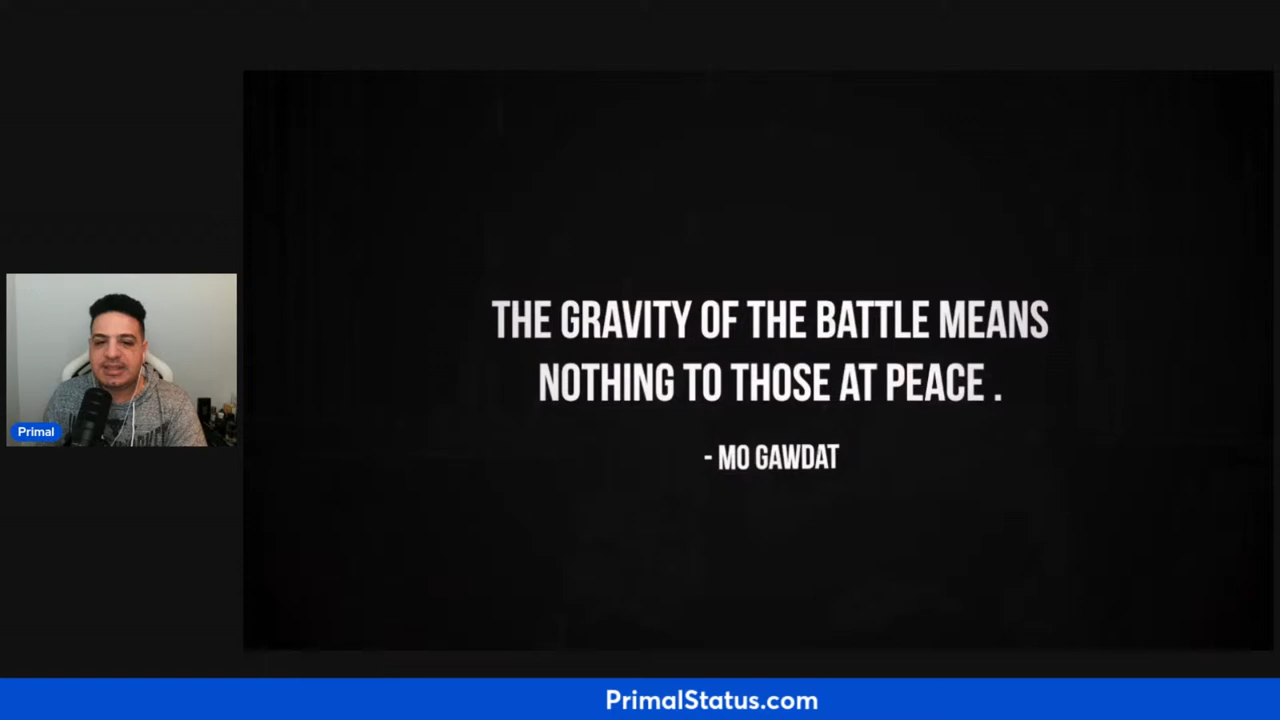 THE GRAVITY OF THE BATTLE MEANS
NOTHING TO THOSE AT PEACE .
- MO GAWDAT
Primal
PrimalStatus.com